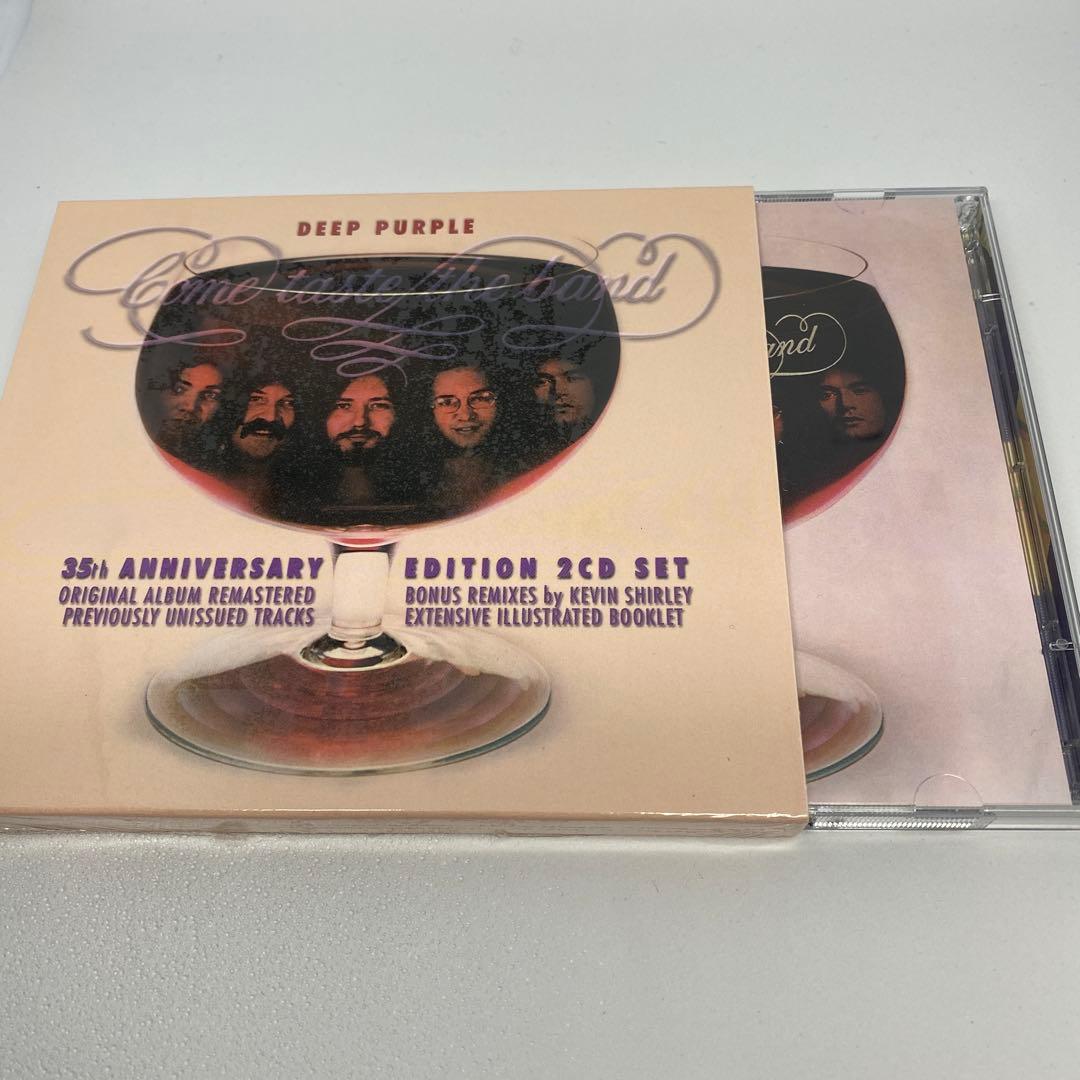 DEEP PURPLE
Come taste the band
and
35th ANNIVERSARY EDITION 2CD SET
ORIGINAL ALBUM REMASTERED
PREVIOUSLY UNISSUED TRACKS
BONUS REMIXES by KEVIN SHIRLEY
EXTENSIVE ILLUSTRATED BOOKLET